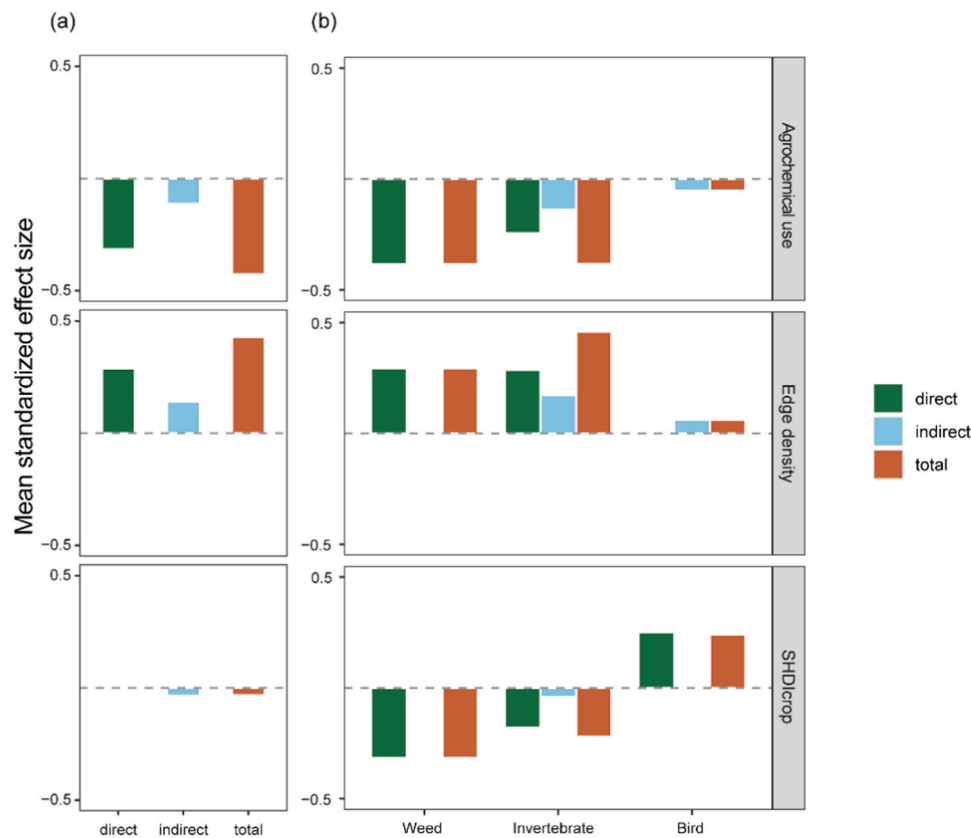 (a)
(b)
Mean standardized effect size
0.5
−0.5
0.5
−0.5
Agrochemical use
0.5
−0.5
0.5
−0.5
Edge density
0.5
−0.5
0.5
−0.5
SHDIcrop
direct
indirect
total
Weed
Invertebrate
Bird
direct
indirect
total